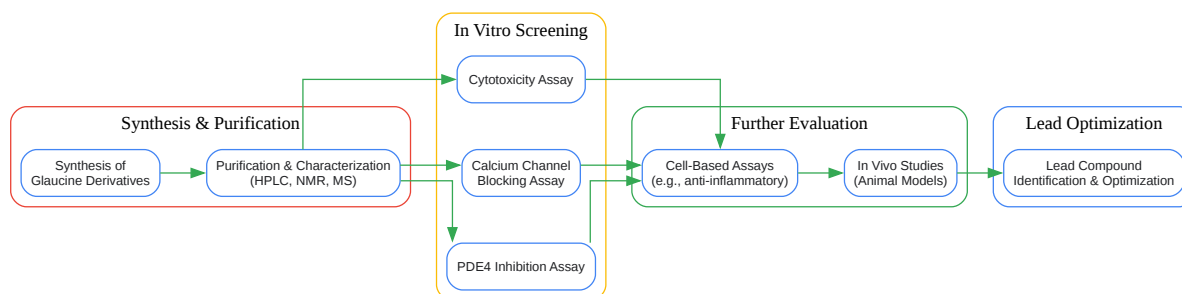 In Vitro Screening
Cytotoxicity Assay
Synthesis & Purification
Further Evaluation
Lead Optimization
Synthesis of
Glaucine Derivatives
Purification & Characterization
(HPLC, NMR, MS)
Calcium Channel
Blocking Assay
Cell-Based Assays
(e.g., anti-inflammatory)
In Vivo Studies
(Animal Models)
Lead Compound
Identification & Optimization
PDE4 Inhibition Assay